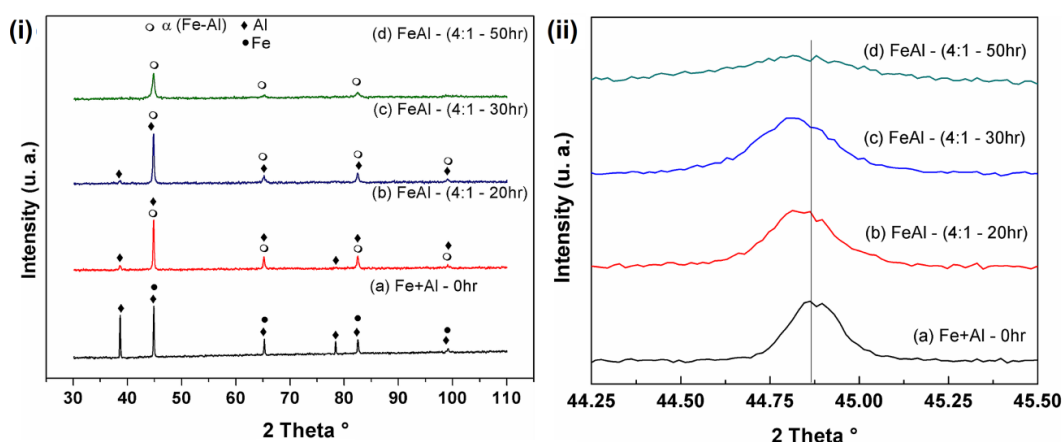 (i)
α (Fe-Al)
Al
Fe
(d) FeAl - (4:1 - 50hr)
(c) FeAl - (4:1 - 30hr)
(b) FeAl - (4:1 - 20hr)
(a) Fe+Al - 0hr
Intensity (u. a.)
30 40 50 60 70 80 90 100 110
2 Theta °
(ii)
(d) FeAl - (4:1 - 50hr)
(c) FeAl - (4:1 - 30hr)
(b) FeAl - (4:1 - 20hr)
(a) Fe+Al - 0hr
Intensity (u. a.)
44.25 44.50 44.75 45.00 45.25 45.50
2 Theta °